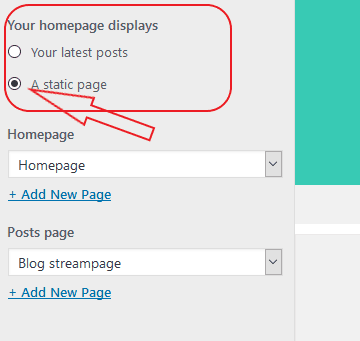 Your homepage displays
Your latest posts
A static page
Homepage
Homepage
+ Add New Page
Posts page
Blog streampage
+ Add New Page